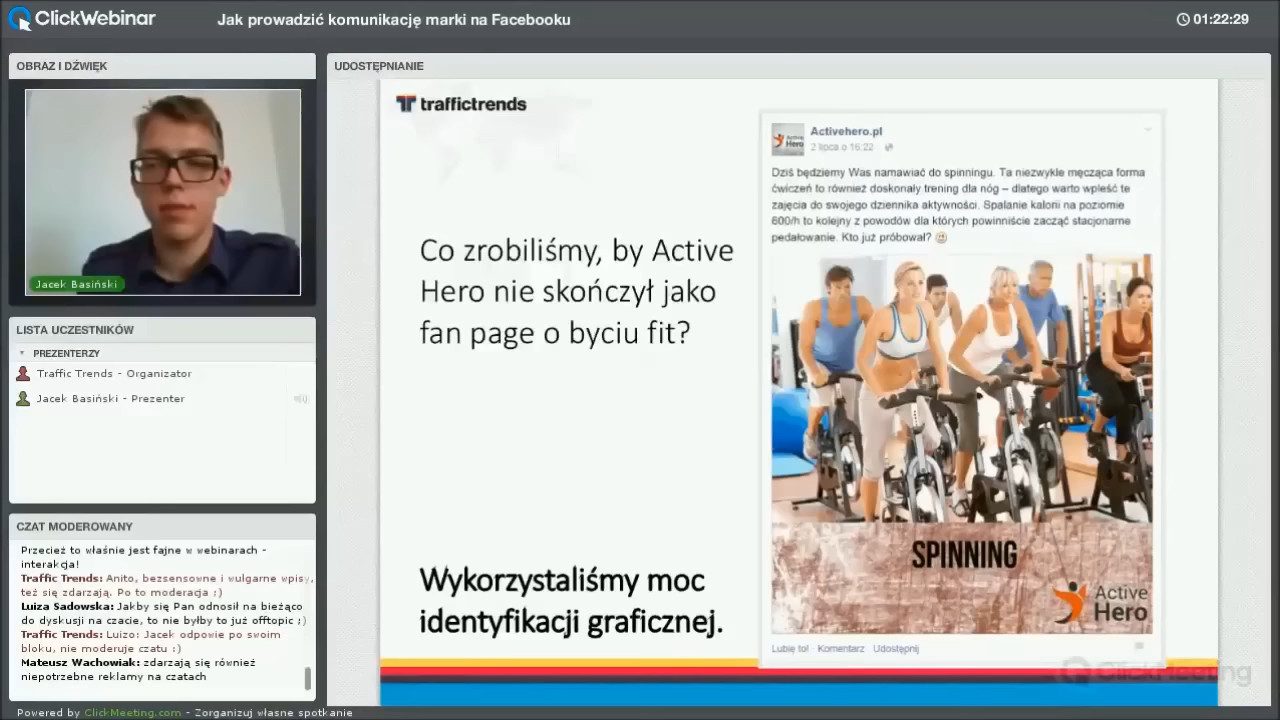 ClickWebinar
Jak prowadzić komunikację marki na Facebooku
01:22:29
OBRAZ I DŹWIĘK
Jacek Basiński
LISTA UCZESTNIKÓW
PREZENTERZY
Traffic Trends - Organizator
Jacek Basiński - Prezenter
CZAT MODEROWANY
Przecież to właśnie jest fajne w webinarach -
interakcja!
Traffic Trends: Anito, bezsensowne i wulgarne wpisy,
też się zdarzają. Po to moderacja ;)
Luiza Sadowska: Jakby się Pan odnosił na bieżąco
do dyskusji na czacie, to nie byłby to już offtopic ;)
Traffic Trends: Luizo: Jacek odpowie po swoim
bloku, nie moderuje czatu :)
Mateusz Wachowiak: zdarzają się również
niepotrzebne reklamy na czatach
UDOSTĘPNIANIE
traffictrends
Co zrobiliśmy, by Active
Hero nie skończył jako
fan page o byciu fit?
Wykorzystaliśmy moc
identyfikacji graficznej.
Active
Hero
Activehero.pl
2 lipca o 16:22
Dziś będziemy Was namawiać do spinningu. Ta niezwykle męcząca forma
ćwiczeń to również doskonały trening dla nóg – dlatego warto wpleść te
zajęcia do swojego dziennika aktywności. Spalanie kalorii na poziomie
600/h to kolejny z powodów dla których powinniście zacząć stacjonarne
pedałowanie. Kto już próbował?
SPINNING
Active
Hero
Lubię to! · Komentarz · Udostępnij
ClickMeeting
Powered by ClickMeeting.com - Zorganizuj własne spotkanie